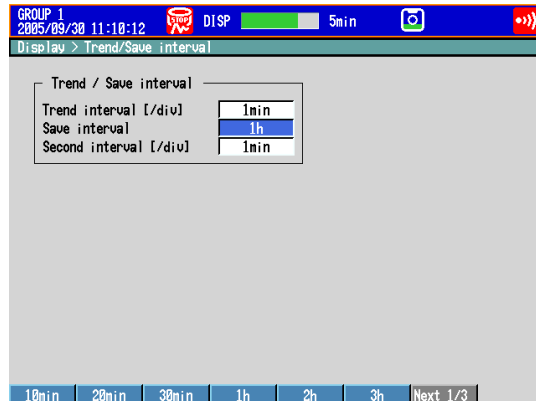 GROUP 1
2005/09/30 11:10:12
STOP
DISP
5min
Display > Trend/Save interval
Trend / Save interval
Trend interval [/div] 1min
Save interval 1h
Second interval [/div] 1min
10min 20min 30min 1h 2h 3h Next 1/3